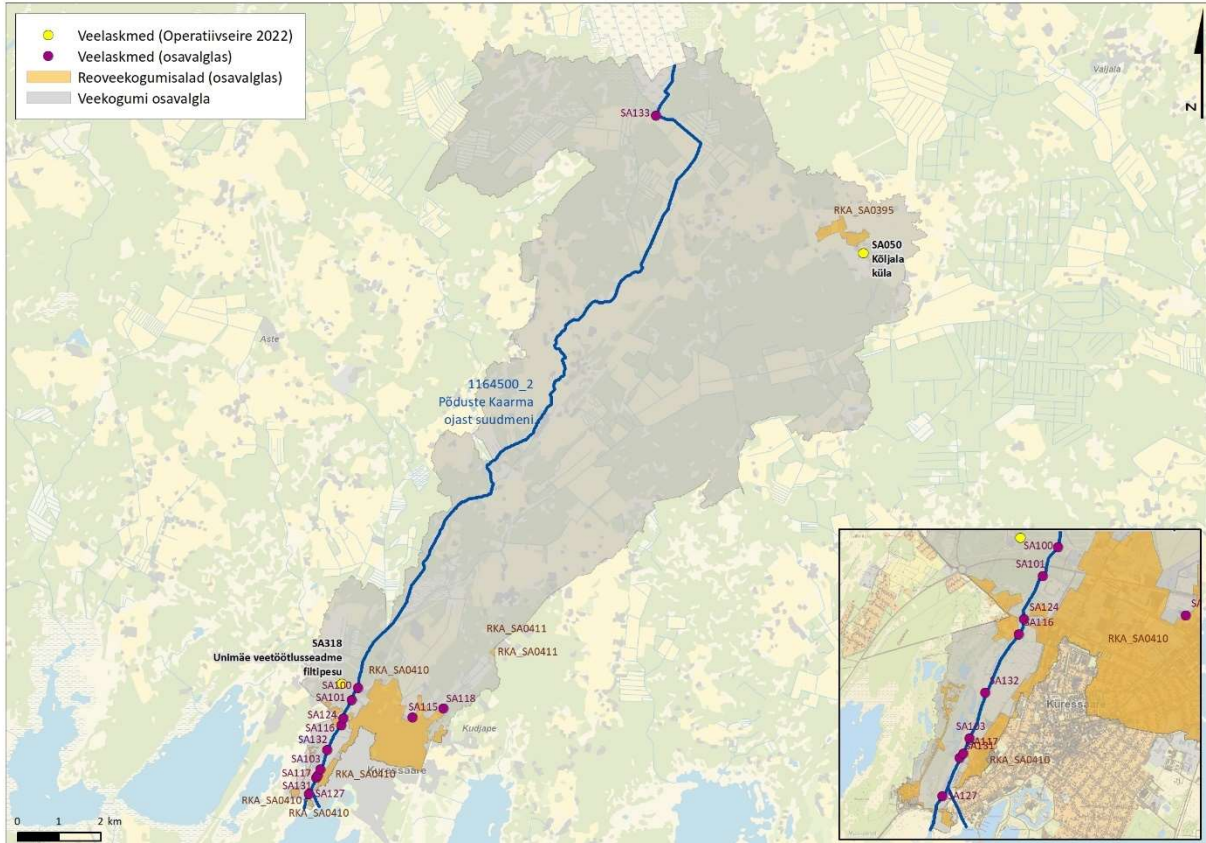 Veelaskmed (Operatiivseire 2022)
Veelaskmed (osavalglas)
Reoveekogumisalad (osavalglas)
Veekogumi osavalgla
Valjala
N
SA133
RKA_SA0395
SA050
Kõljala
küla
Aste
1164500_2
Põduste Kaarma
ojast suudmeni
SA318
Unimäe veetöötlusseadme
filtipesu
RKA_SA0411
RKA_SA0411
RKA_SA0410
SA100
SA101
SA115
SA118
SA124
SA116
Kudjape
SA132
SA103
Kuressaare
SA117
RKA_SA0410
SA131
RKA_SA0410
SA127
RKA_SA0410
0 1 2 km
SA100
SA101
SA124
SA116
RKA_SA0410
SA132
Kuressaare
SA103
SA117
SA131
RKA_SA0410
SA127